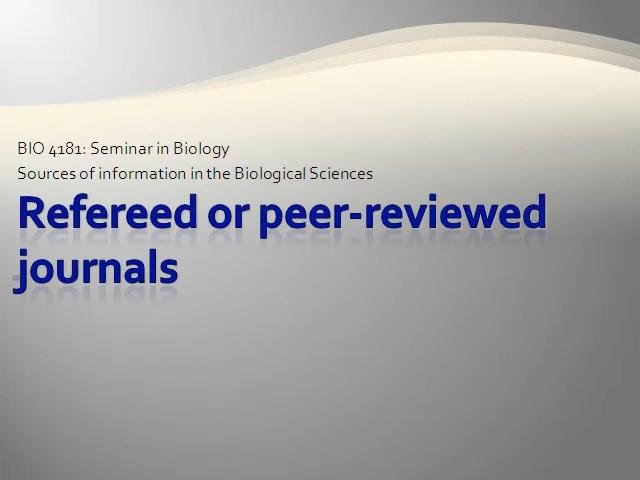 BIO 4181: Seminar in Biology
Sources of information in the Biological Sciences
Refereed or peer-reviewed
journals